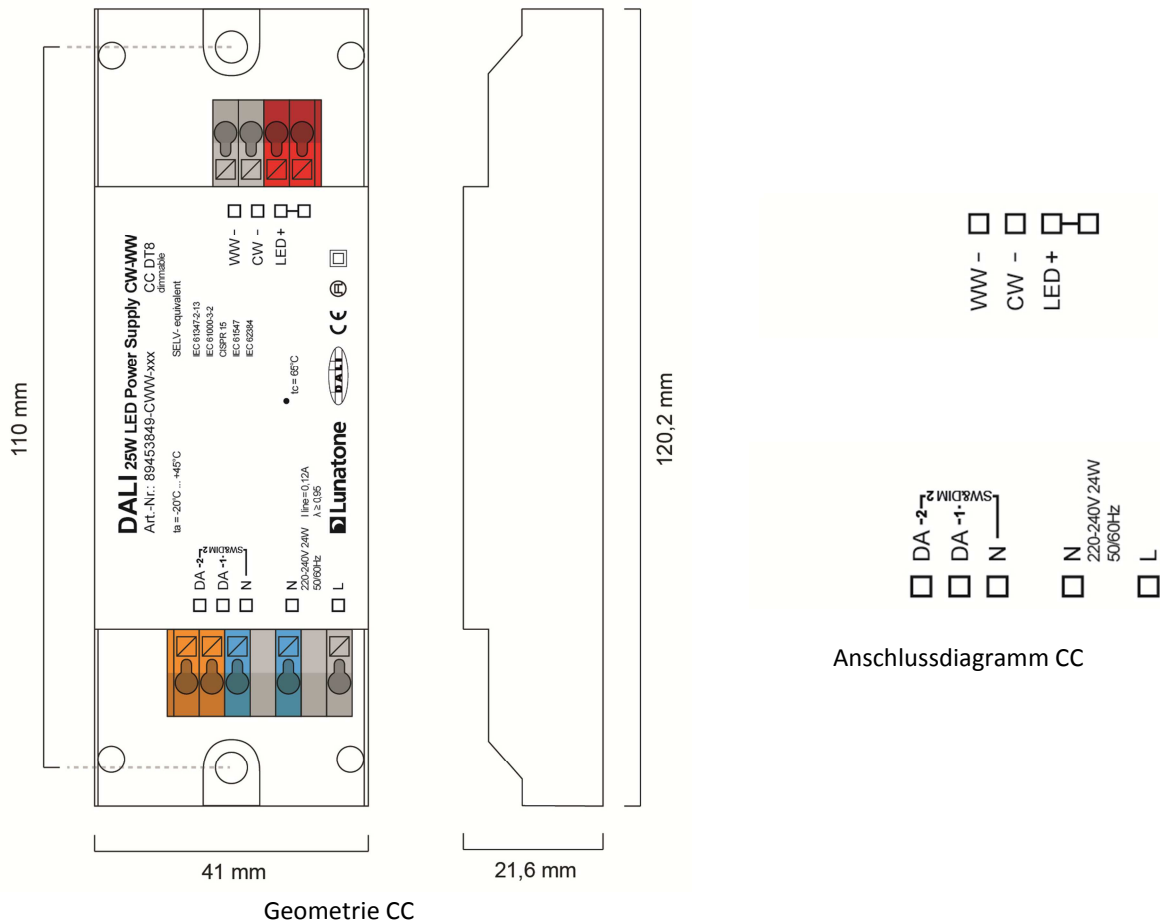 DALI 25W LED Power Supply CW-WW
CC DT8
dimmable
Art.-Nr.: 89453849-CWW-xxx
SELV- equivalent
IEC 61347-2-13
IEC 61000-3-2
CISPR 15
IEC 61547
IEC 62384
ta = -20°C ... +45°C
tc = 65°C
WW -
CW -
LED +
DA -2-
DA -1-
N
SW&DIM 2
N
220-240V 24W
50/60Hz
I line = 0,12A
λ ≥ 0,95
L
Lunatone
DALI
CE
110 mm
41 mm
21,6 mm
120,2 mm
Geometrie CC
WW -
CW -
LED +
DA -2-
DA -1-
N
SW&DIM 2
N
220-240V 24W
50/60Hz
L
Anschlussdiagramm CC